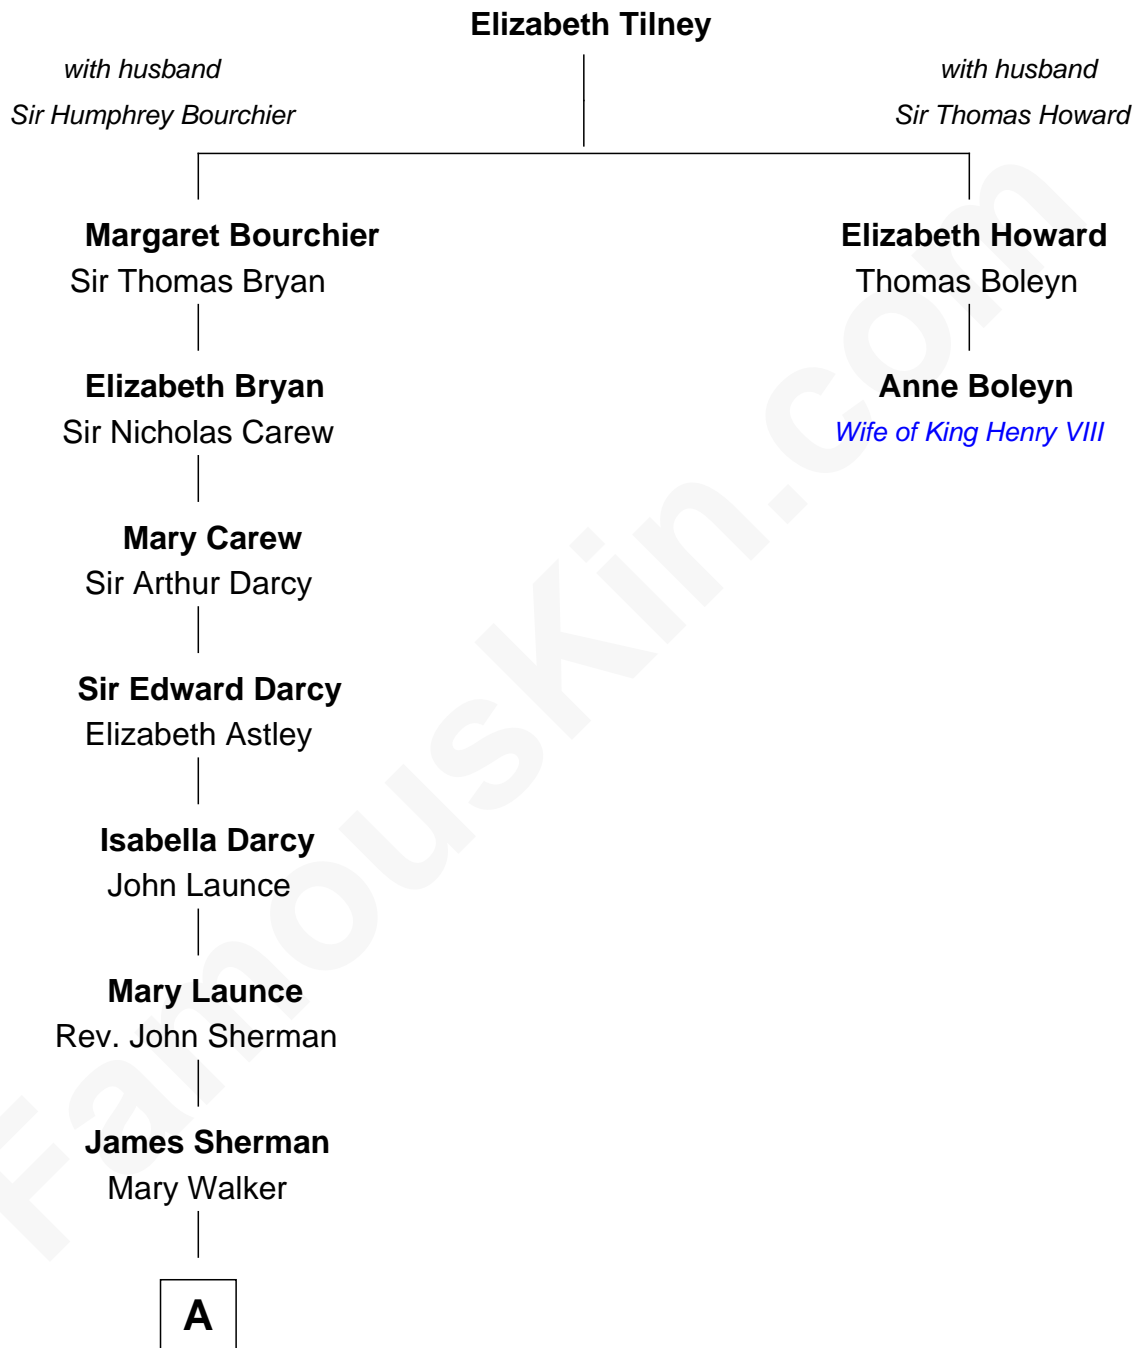 Elizabeth Tilney
with husband
Sir Humphrey Bourchier
with husband
Sir Thomas Howard
Margaret Bourchier
Sir Thomas Bryan
Elizabeth Howard
Thomas Boleyn
Elizabeth Bryan
Sir Nicholas Carew
Anne Boleyn
Wife of King Henry VIII
Mary Carew
Sir Arthur Darcy
Sir Edward Darcy
Elizabeth Astley
Isabella Darcy
John Launce
Mary Launce
Rev. John Sherman
James Sherman
Mary Walker
A
FamousKin.com